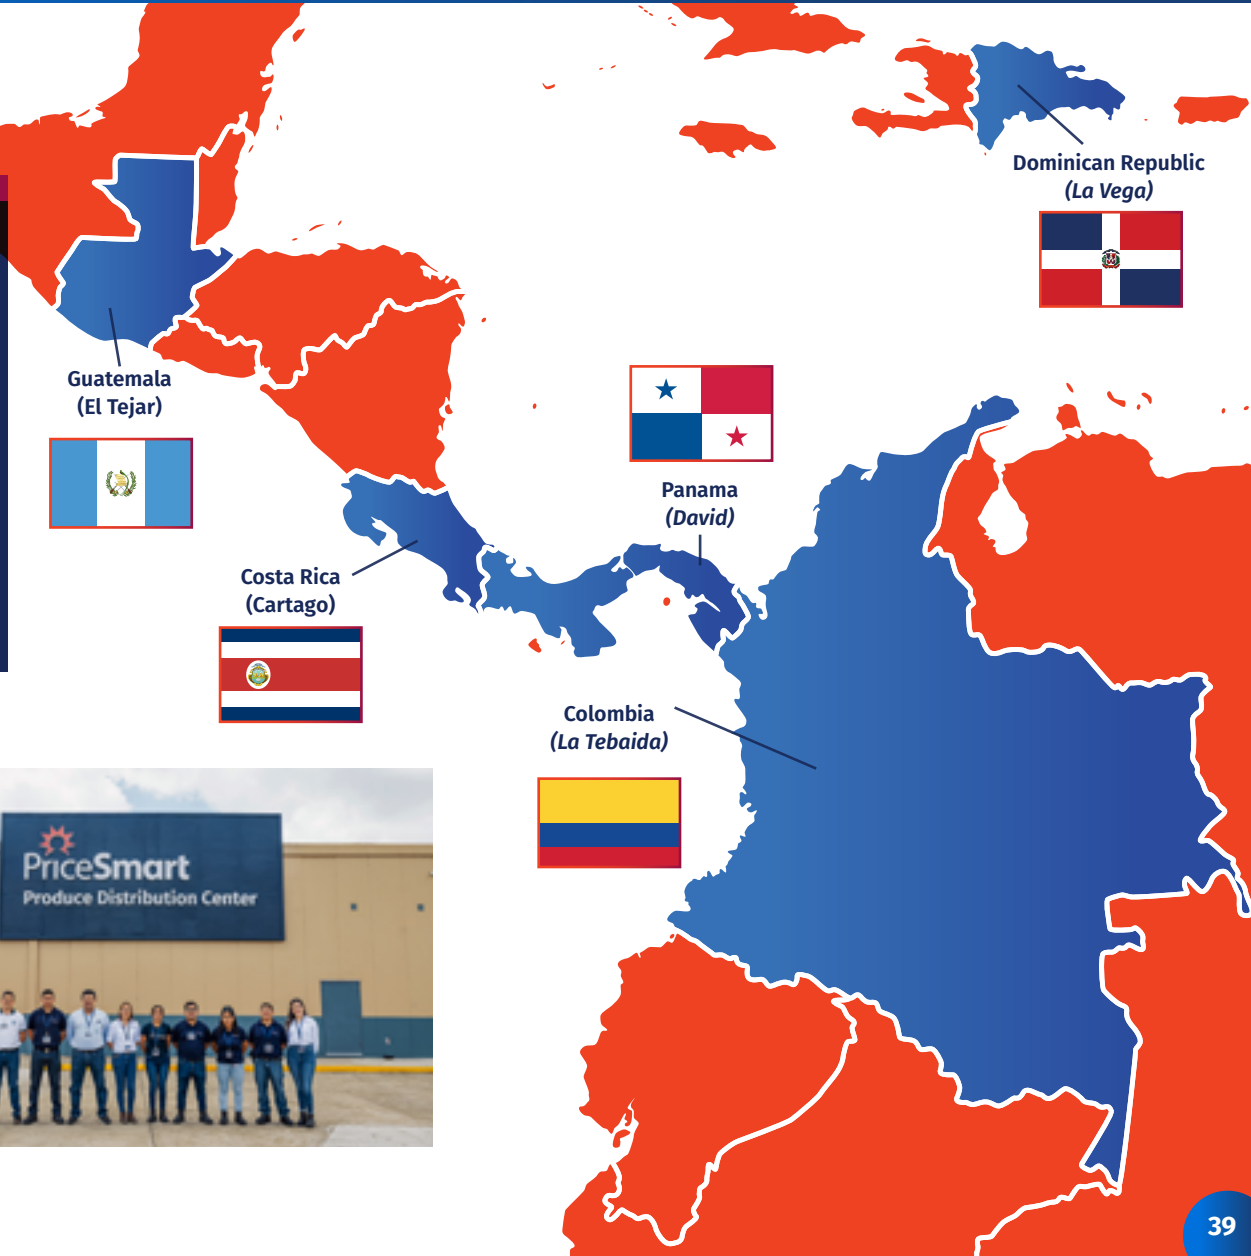 Dominican Republic
(La Vega)
Guatemala
(El Tejar)
Panama
(David)
Costa Rica
(Cartago)
Colombia
(La Tebaida)
PriceSmart
Produce Distribution Center
39